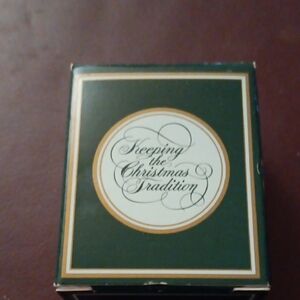 Keeping
the
Christmas
Tradition